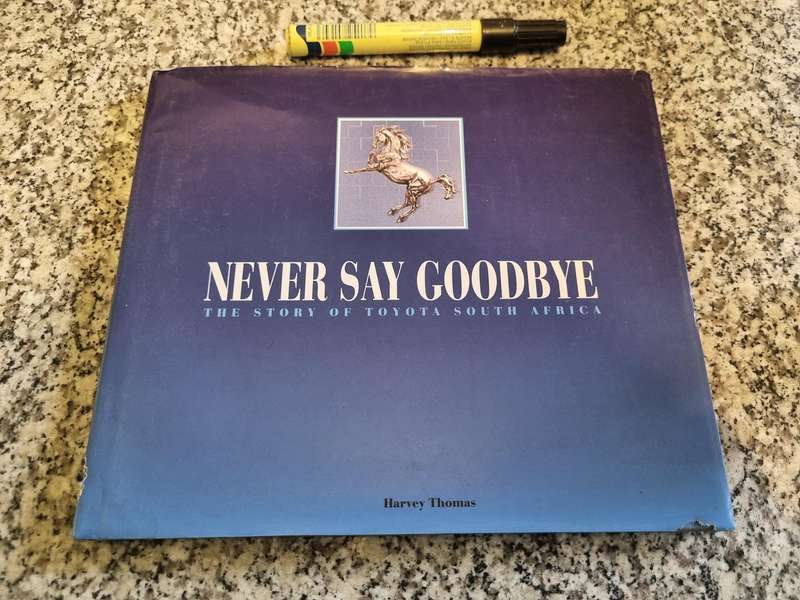 NEVER SAY GOODBYE
THE STORY OF TOYOTA SOUTH AFRICA
Harvey Thomas